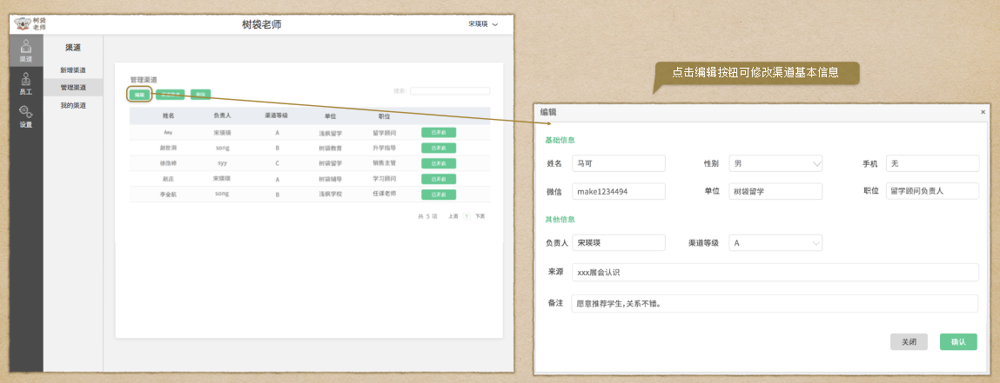 树袋
老师
树袋老师
宋瑛瑛
渠道
员工
设置
渠道
新增渠道
管理渠道
我的渠道
管理渠道
编辑
搜索:
姓名 负责人 渠道等级 单位 职位
宋瑛瑛 A 浅枫留学 留学顾问 已开启
song B 树袋教育 升学指导 已开启
徐浩婷 syy C 树袋留学 销售主管 已开启
赵庄 宋瑛瑛 A 树袋辅导 学习顾问 已开启
李金航 song B 浅枫学校 任课老师 已开启
共 5 项 上页 1 下页
点击编辑按钮可修改渠道基本信息
编辑 ×
基础信息
姓名 马可 性别 男 手机 无
微信 make1234494 单位 树袋留学 职位 留学顾问负责人
其他信息
负责人 宋瑛瑛 渠道等级 A
来源 xxx展会认识
备注 愿意推荐学生,关系不错。
关闭 确认